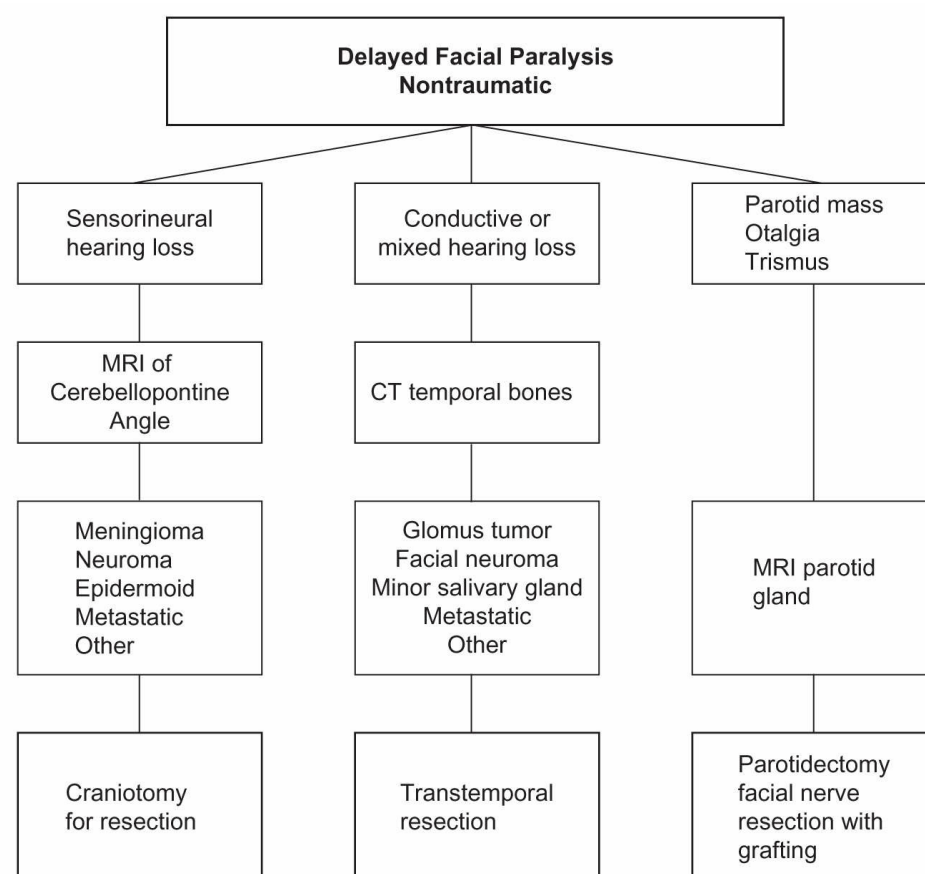 Delayed Facial Paralysis
Nontraumatic
Sensorineural
hearing loss
Conductive or
mixed hearing loss
Parotid mass
Otalgia
Trismus
MRI of
Cerebellopontine
Angle
CT temporal bones
Meningioma
Neuroma
Epidermoid
Metastatic
Other
Glomus tumor
Facial neuroma
Minor salivary gland
Metastatic
Other
MRI parotid
gland
Craniotomy
for resection
Transtemporal
resection
Parotidectomy
facial nerve
resection with
grafting